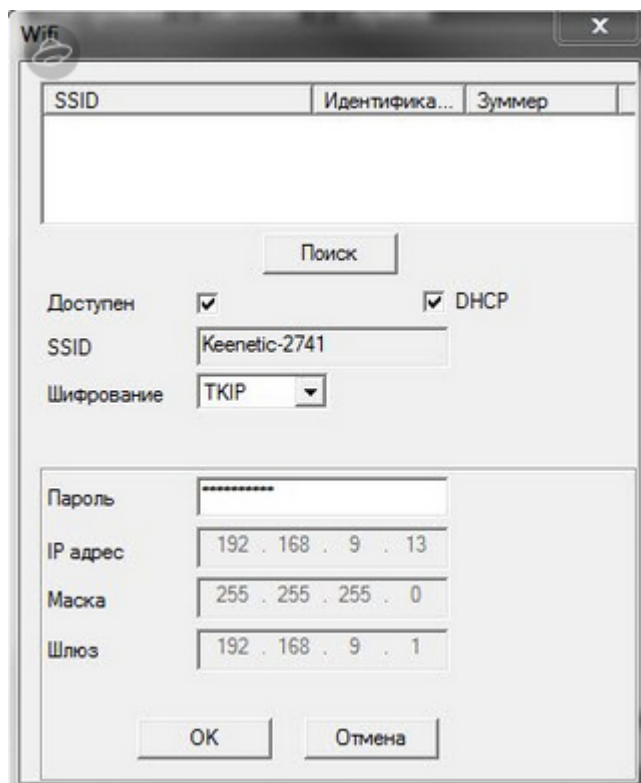 Wifi
SSID Идентифика... Зуммер
Поиск
Доступен DHCP
SSID Keenetic-2741
Шифрование TKIP
Пароль **********
IP адрес 192 . 168 . 9 . 13
Маска 255 . 255 . 255 . 0
Шлюз 192 . 168 . 9 . 1
OK Отмена